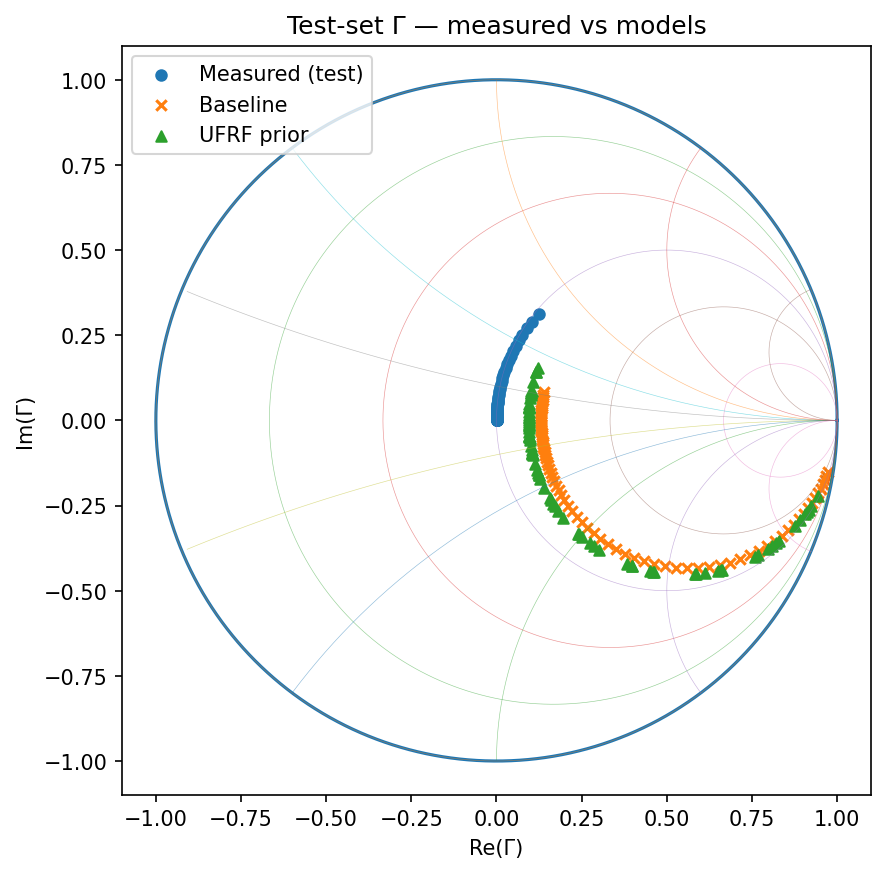 Test-set Γ — measured vs models
Measured (test)
Baseline
UFRF prior
1.00
0.75
0.50
0.25
0.00
−0.25
−0.50
−0.75
−1.00
Im(Γ)
−1.00 −0.75 −0.50 −0.25 0.00 0.25 0.50 0.75 1.00
Re(Γ)